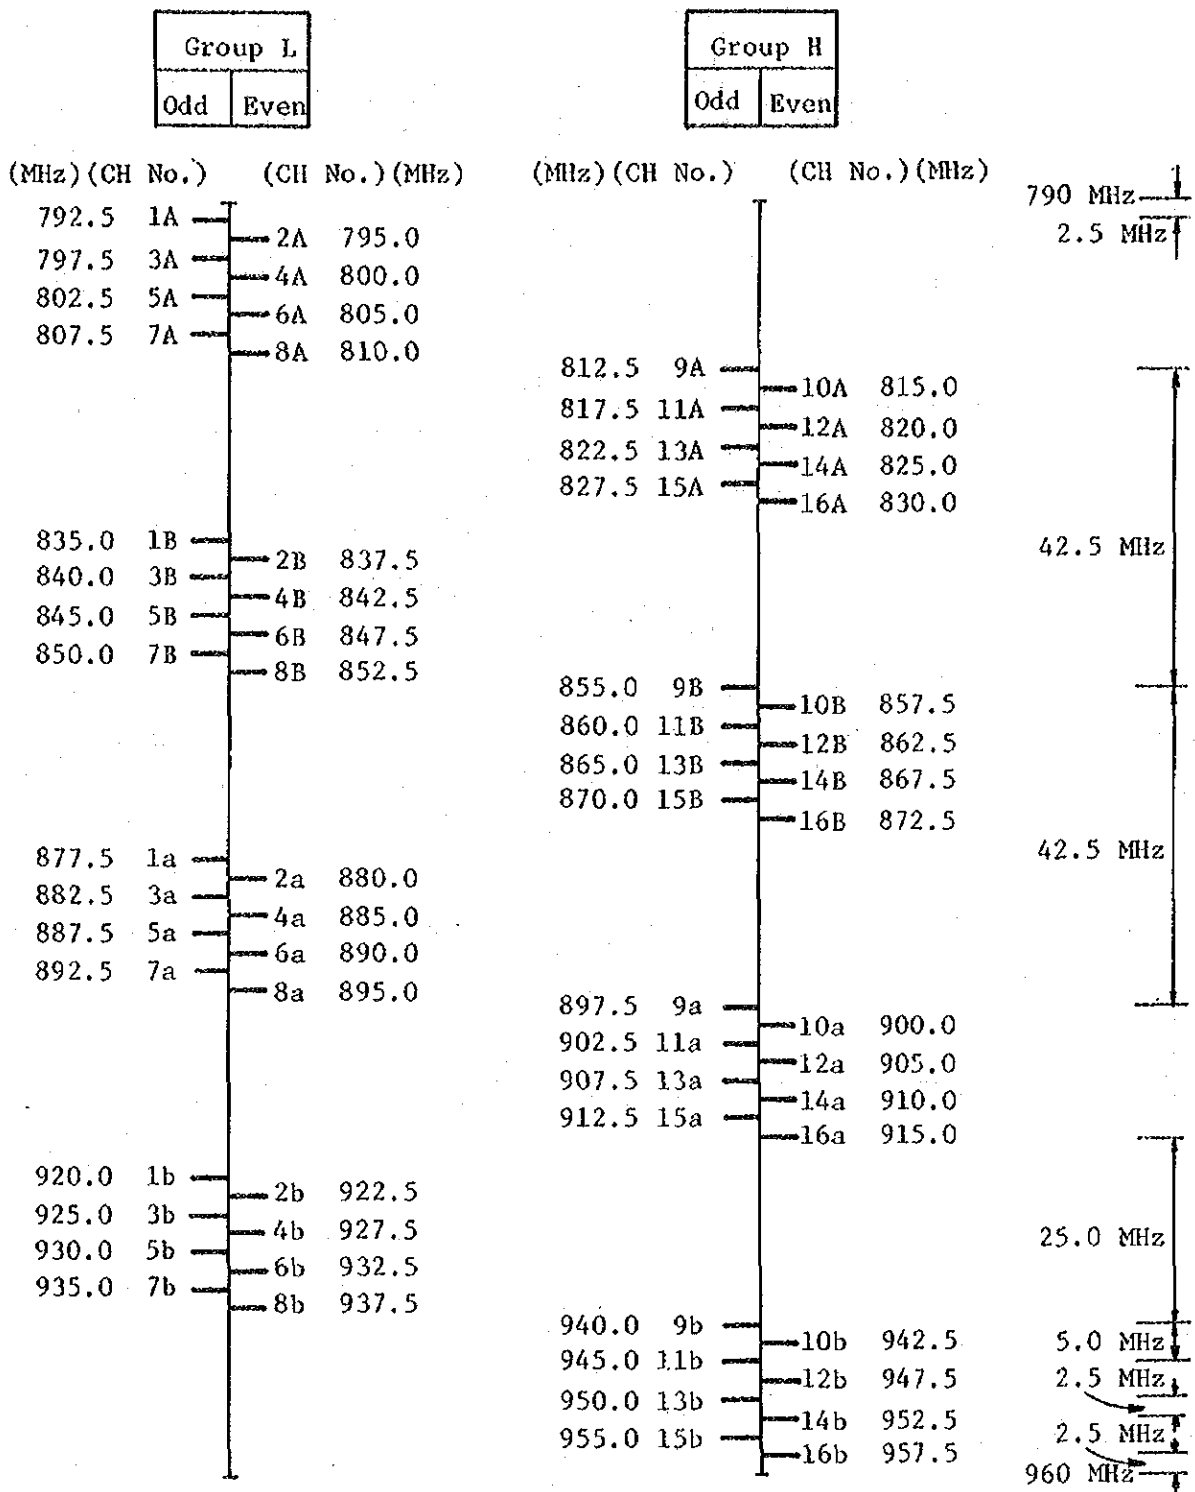 Group L
Odd Even
Group H
Odd Even
(MHz) (CH No.) (CH No.) (MHz)
(MHz) (CH No.) (CH No.) (MHz)
790 MHz
2.5 MHz
792.5 1A
2A 795.0
797.5 3A
4A 800.0
802.5 5A
6A 805.0
807.5 7A
8A 810.0
812.5 9A
10A 815.0
817.5 11A
12A 820.0
822.5 13A
14A 825.0
827.5 15A
16A 830.0
42.5 MHz
835.0 1B
2B 837.5
840.0 3B
4B 842.5
845.0 5B
6B 847.5
850.0 7B
8B 852.5
855.0 9B
10B 857.5
860.0 11B
12B 862.5
865.0 13B
14B 867.5
870.0 15B
16B 872.5
42.5 MHz
877.5 1a
2a 880.0
882.5 3a
4a 885.0
887.5 5a
6a 890.0
892.5 7a
8a 895.0
897.5 9a
10a 900.0
902.5 11a
12a 905.0
907.5 13a
14a 910.0
912.5 15a
16a 915.0
25.0 MHz
920.0 1b
2b 922.5
925.0 3b
4b 927.5
930.0 5b
6b 932.5
935.0 7b
8b 937.5
940.0 9b
10b 942.5
945.0 11b
12b 947.5
950.0 13b
14b 952.5
955.0 15b
16b 957.5
5.0 MHz
2.5 MHz
2.5 MHz
960 MHz